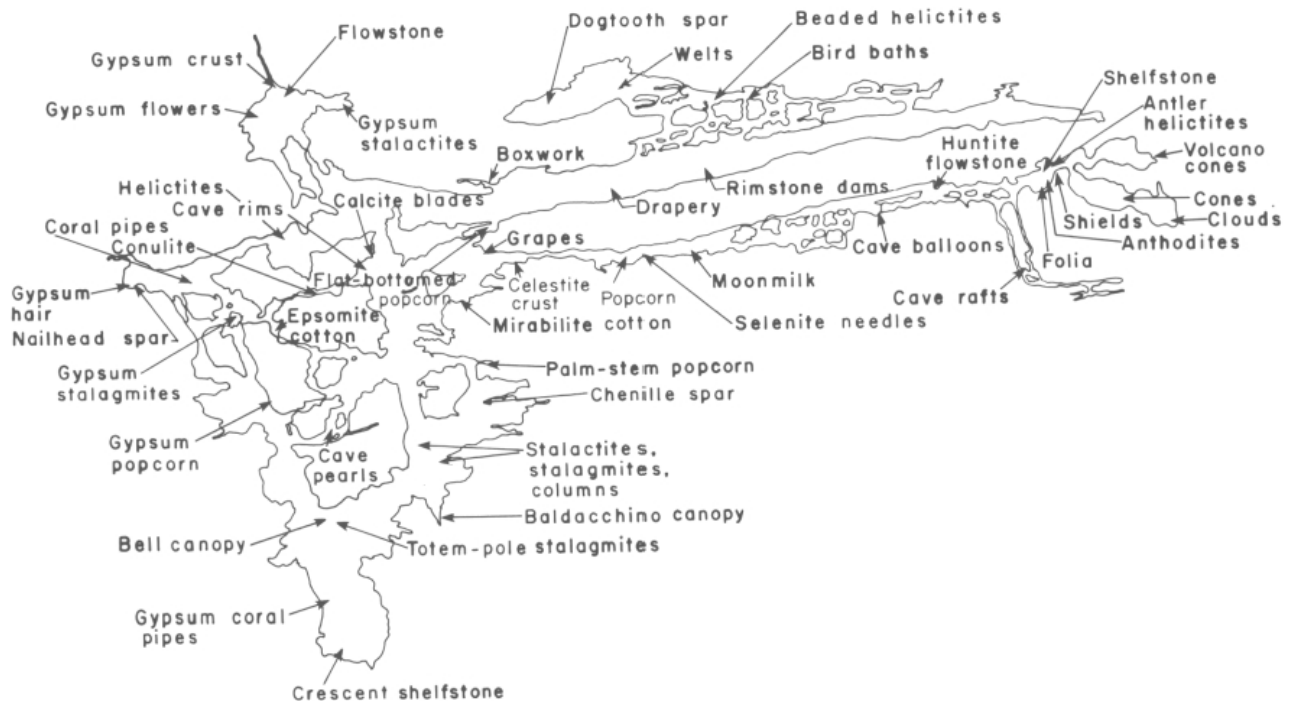 Dogtooth spar
Beaded helictites
Flowstone
Welts
Bird baths
Gypsum crust
Shelfstone
Gypsum flowers
Antler
helictites
Gypsum
stalactites
Boxwork
Huntite
flowstone
Volcano
cones
Helictites
Rimstone dams
Cave rims
Calcite blades
Drapery
Cones
Coral pipes
Shields
Clouds
Conulite
Grapes
Cave balloons
Anthodites
Folia
Flat-bottomed
popcorn
Celestite
crust
Popcorn
Moonmilk
Cave rafts
Gypsum
hair
Epsomite
cotton
Mirabilite cotton
Selenite needles
Nailhead spar
Gypsum
stalagmites
Palm-stem popcorn
Chenille spar
Gypsum
popcorn
Cave
pearls
Stalactites,
stalagmites,
columns
Baldacchino canopy
Bell canopy
Totem-pole stalagmites
Gypsum coral
pipes
Crescent shelfstone